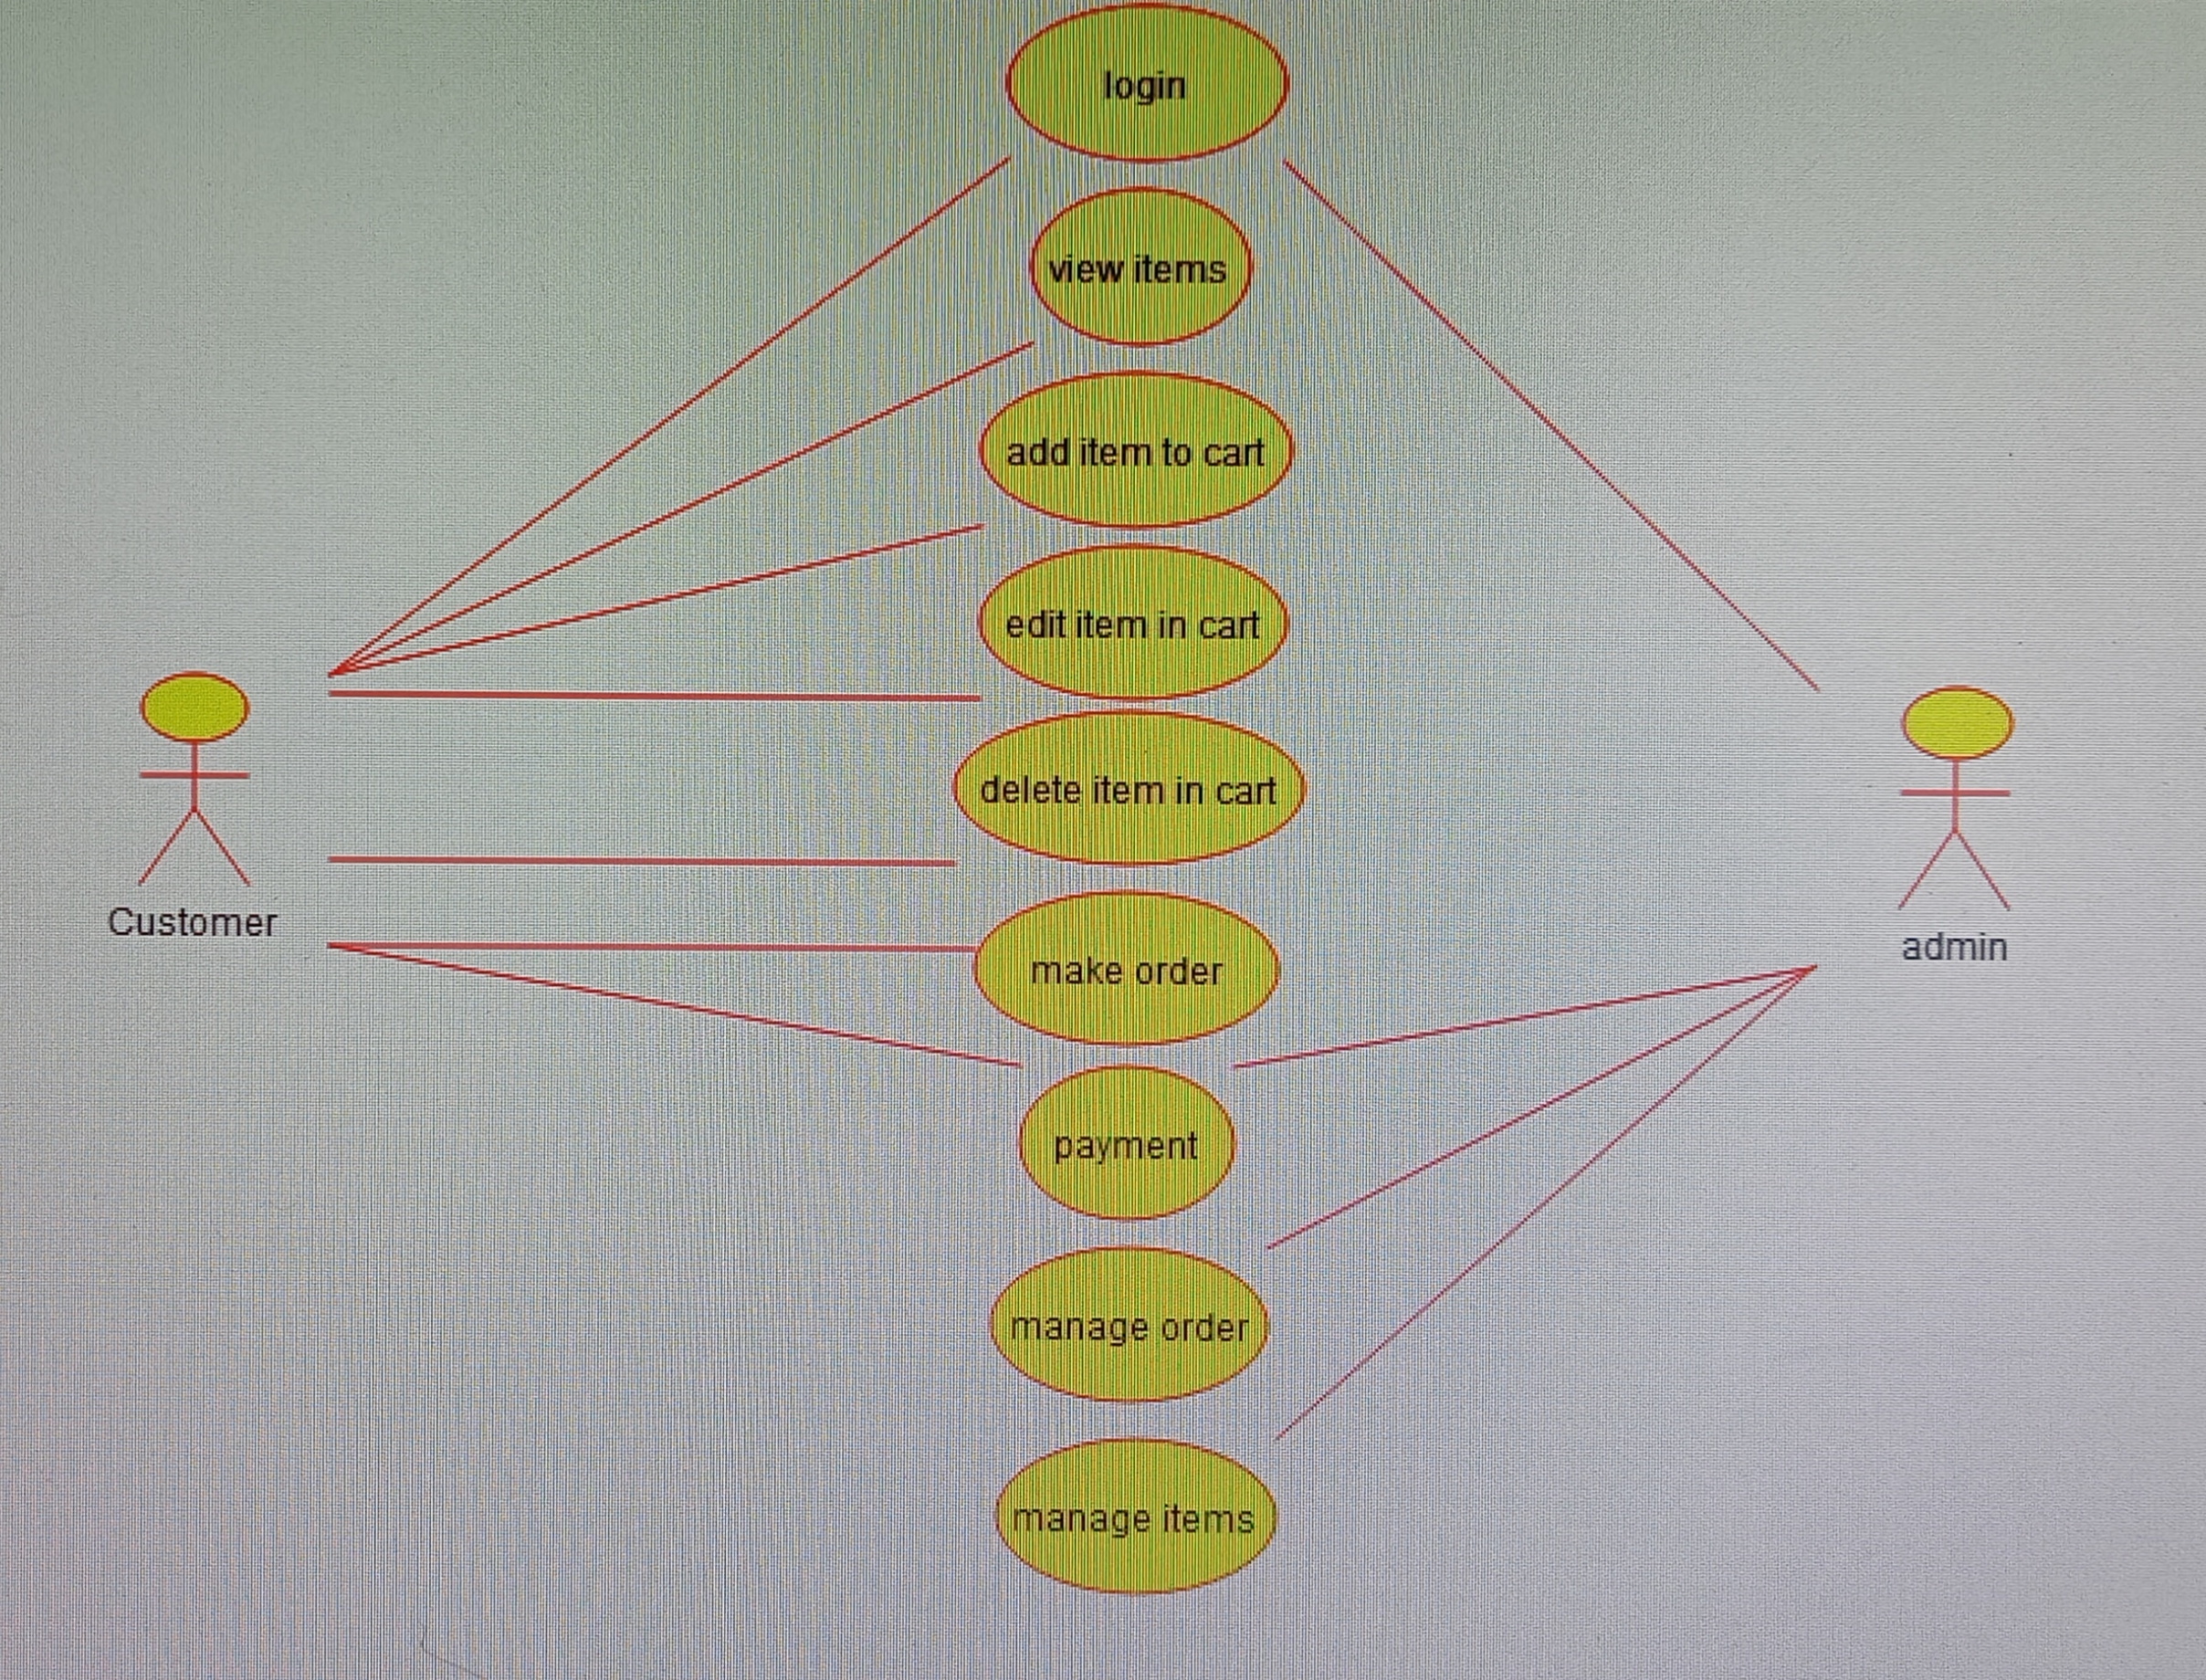 login
view items
add item to cart
edit item in cart
delete item in cart
Customer
admin
make order
payment
manage order
manage items